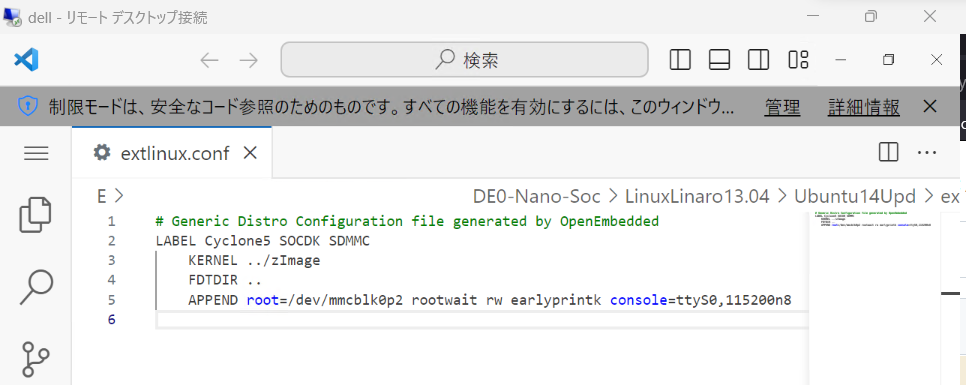 dell - リモート デスクトップ接続
検索
制限モードは、安全なコード参照のためのものです。すべての機能を有効にするには、このウィンドウ... 管理 詳細情報
extlinux.conf
E > DE0-Nano-Soc > LinuxLinaro13.04 > Ubuntu14Upd > ex
1 # Generic Distro Configuration file generated by OpenEmbedded
2 LABEL Cyclone5 SOCDK SDMMC
3 KERNEL ../zImage
4 FDTDIR ..
5 APPEND root=/dev/mmcblk0p2 rootwait rw earlyprintk console=ttyS0,115200n8
6